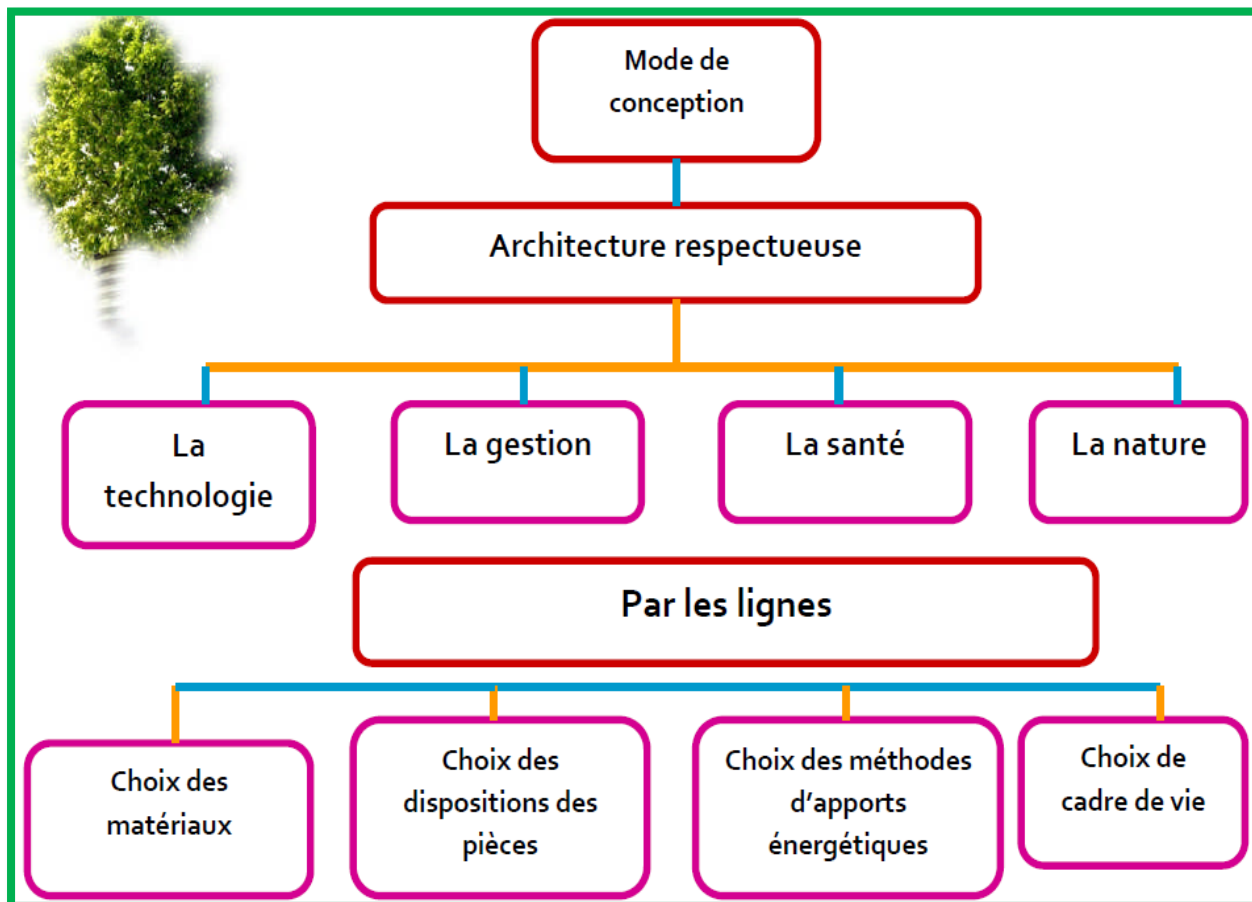 Mode de
conception
Architecture respectueuse
La
technologie
La gestion
La santé
La nature
Par les lignes
Choix des
matériaux
Choix des
dispositions des
pièces
Choix des méthodes
d'apports
énergétiques
Choix de
cadre de vie